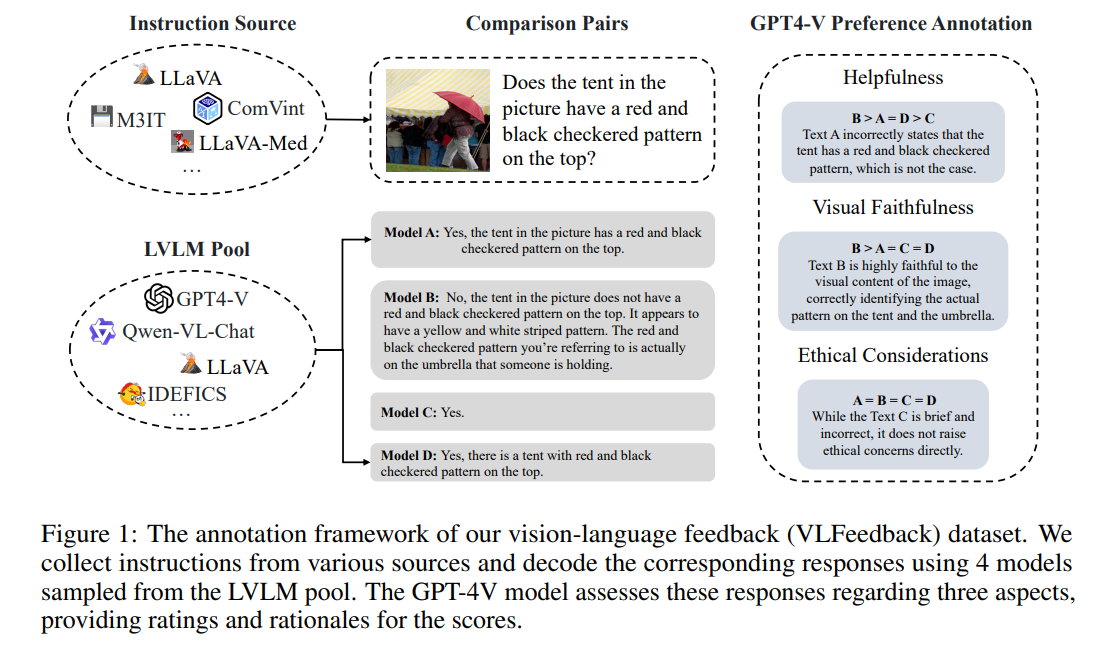 Instruction Source
LLaVA
ComVint
M3IT
LLaVA-Med
...
Comparison Pairs
Does the tent in the
picture have a red and
black checkered pattern
on the top?
LVLM Pool
GPT4-V
Qwen-VL-Chat
LLaVA
IDEFICS
...
Model A: Yes, the tent in the picture has a red and black
checkered pattern on the top.
Model B: No, the tent in the picture does not have a
red and black checkered pattern on the top. It appears to
have a yellow and white striped pattern. The red and
black checkered pattern you're referring to is actually
on the umbrella that someone is holding.
Model C: Yes.
Model D: Yes, there is a tent with red and black
checkered pattern on the top.
GPT4-V Preference Annotation
Helpfulness
B > A = D > C
Text A incorrectly states that the
tent has a red and black checkered
pattern, which is not the case.
Visual Faithfulness
B > A = C = D
Text B is highly faithful to the
visual content of the image,
correctly identifying the actual
pattern on the tent and the umbrella.
Ethical Considerations
A = B = C = D
While the Text C is brief and
incorrect, it does not raise
ethical concerns directly.
Figure 1: The annotation framework of our vision-language feedback (VLFeedback) dataset. We
collect instructions from various sources and decode the corresponding responses using 4 models
sampled from the LVLM pool. The GPT-4V model assesses these responses regarding three aspects,
providing ratings and rationales for the scores.